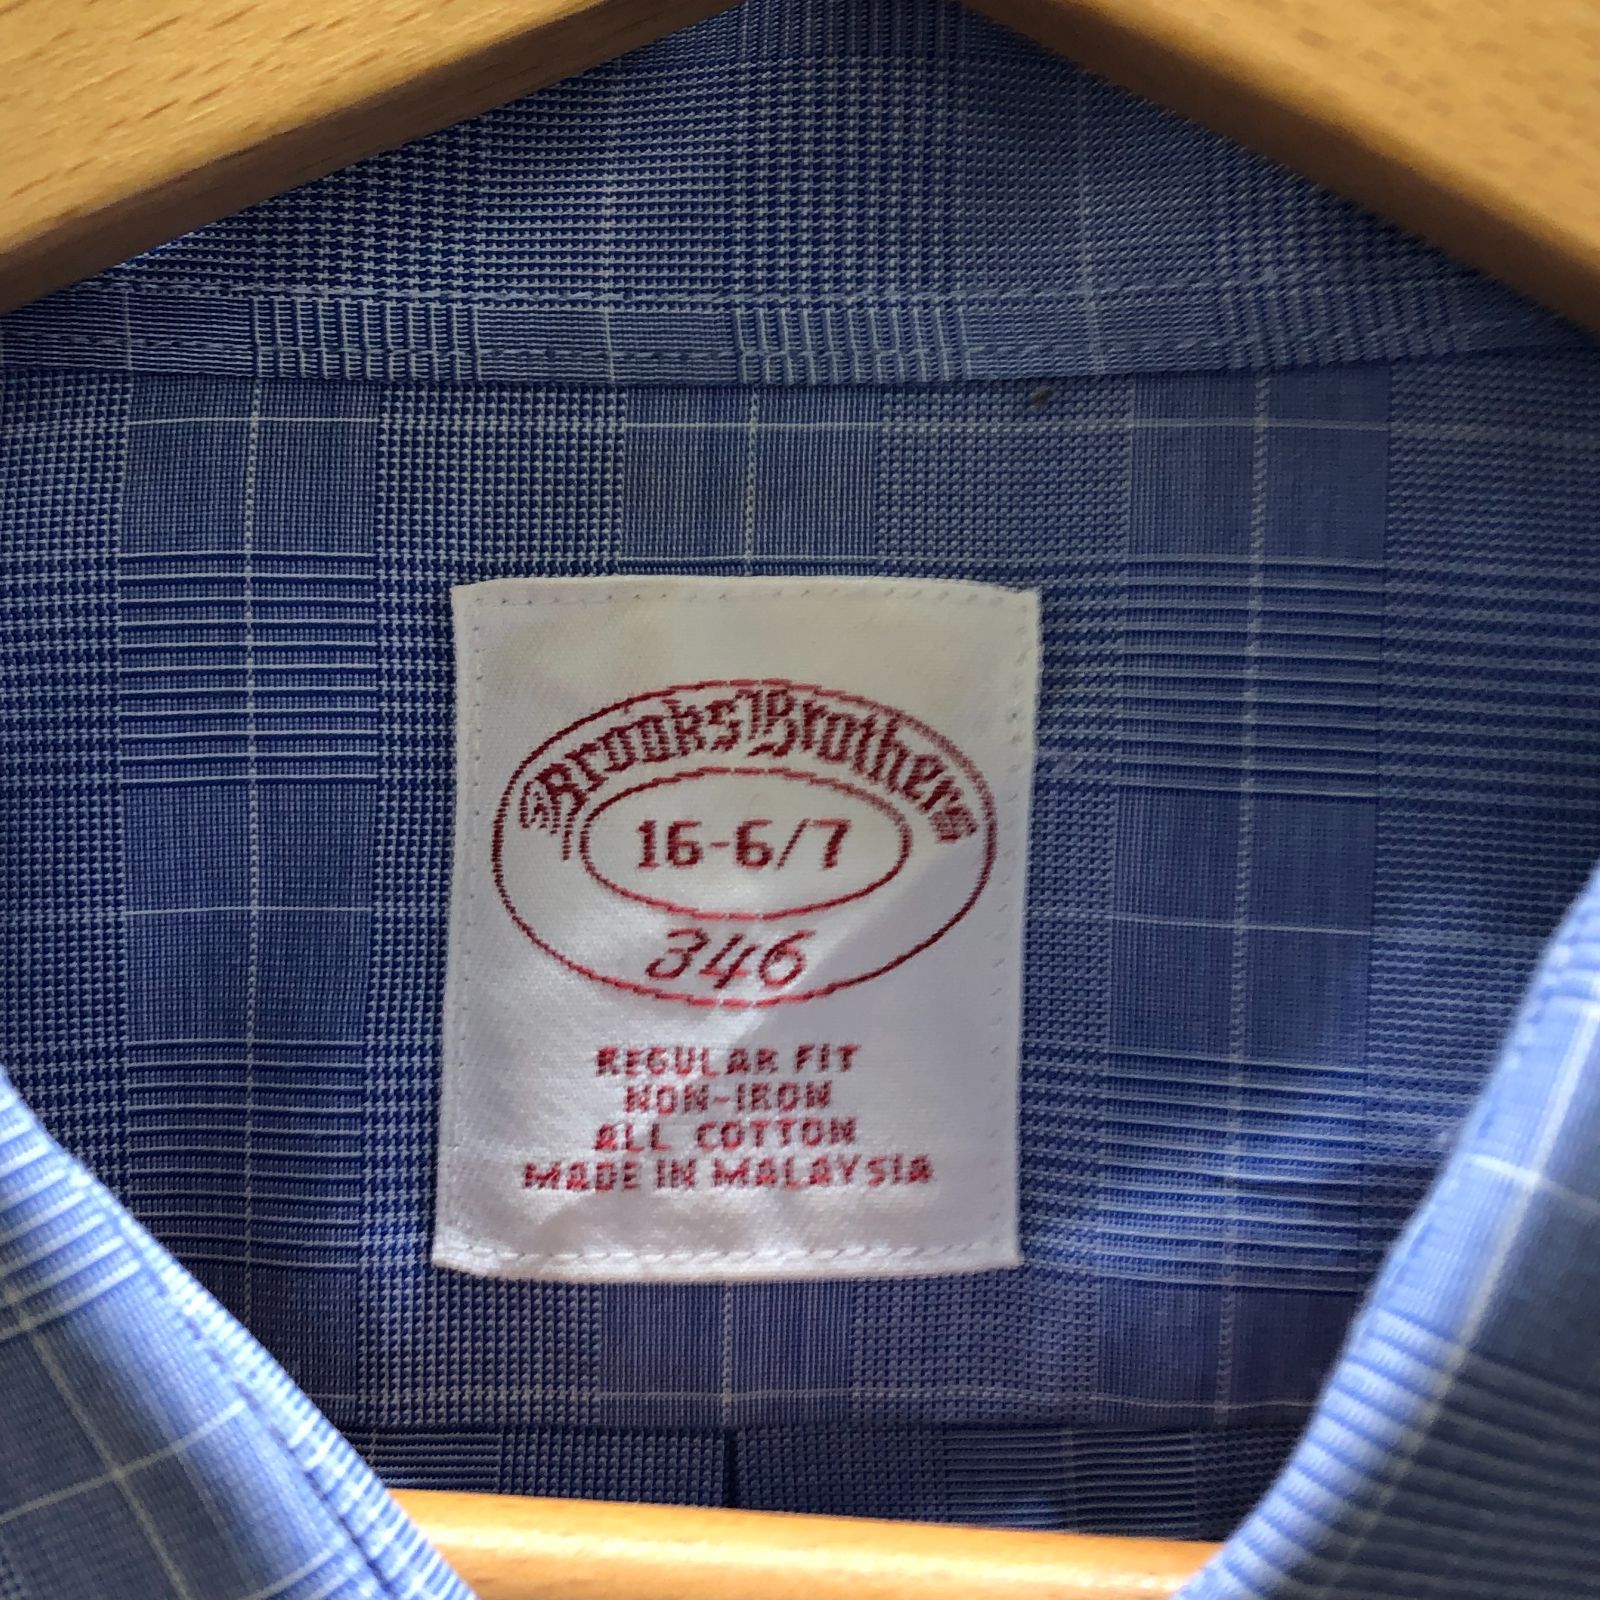 Brooks Brothers
16-6/7
346
REGULAR FIT
NON-IRON
ALL COTTON
MADE IN MALAYSIA